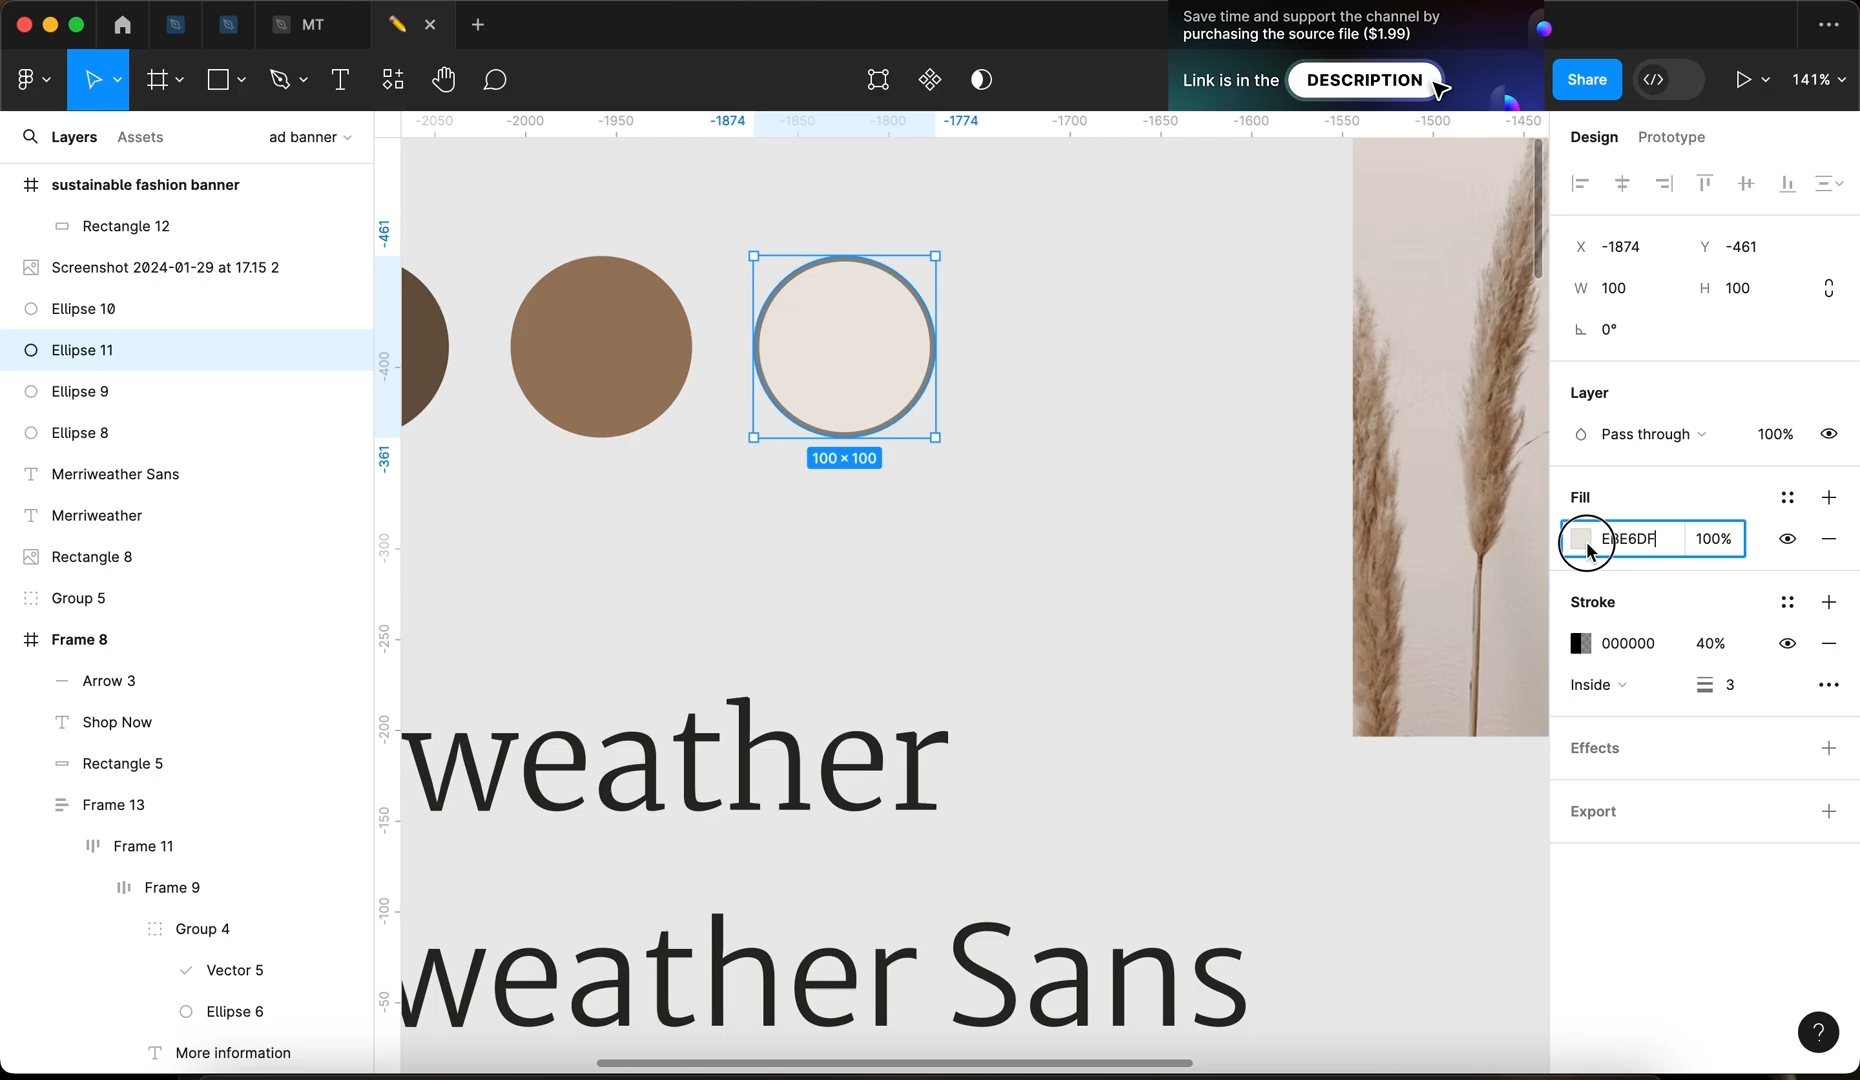 MT
Save time and support the channel by
purchasing the source file ($1.99)
Link is in the DESCRIPTION
Share
141%
Layers Assets ad banner
-2050 -2000 -1950 -1874 -1850 -1800 -1774 -1700 -1650 -1600 -1550 -1500 -1450
Design Prototype
sustainable fashion banner
Rectangle 12
Screenshot 2024-01-29 at 17.15 2
Ellipse 10
Ellipse 11
Ellipse 9
Ellipse 8
Merriweather Sans
Merriweather
Rectangle 8
Group 5
Frame 8
Arrow 3
Shop Now
Rectangle 5
Frame 13
Frame 11
Frame 9
Group 4
Vector 5
Ellipse 6
More information
-461
-400
-361
-300
-250
-200
-150
-100
-50
100 × 100
weather
weather Sans
X -1874 Y -461
W 100 H 100
0°
Layer
Pass through 100%
Fill
EBE6DF 100%
Stroke
000000 40%
Inside 3
Effects
Export
?